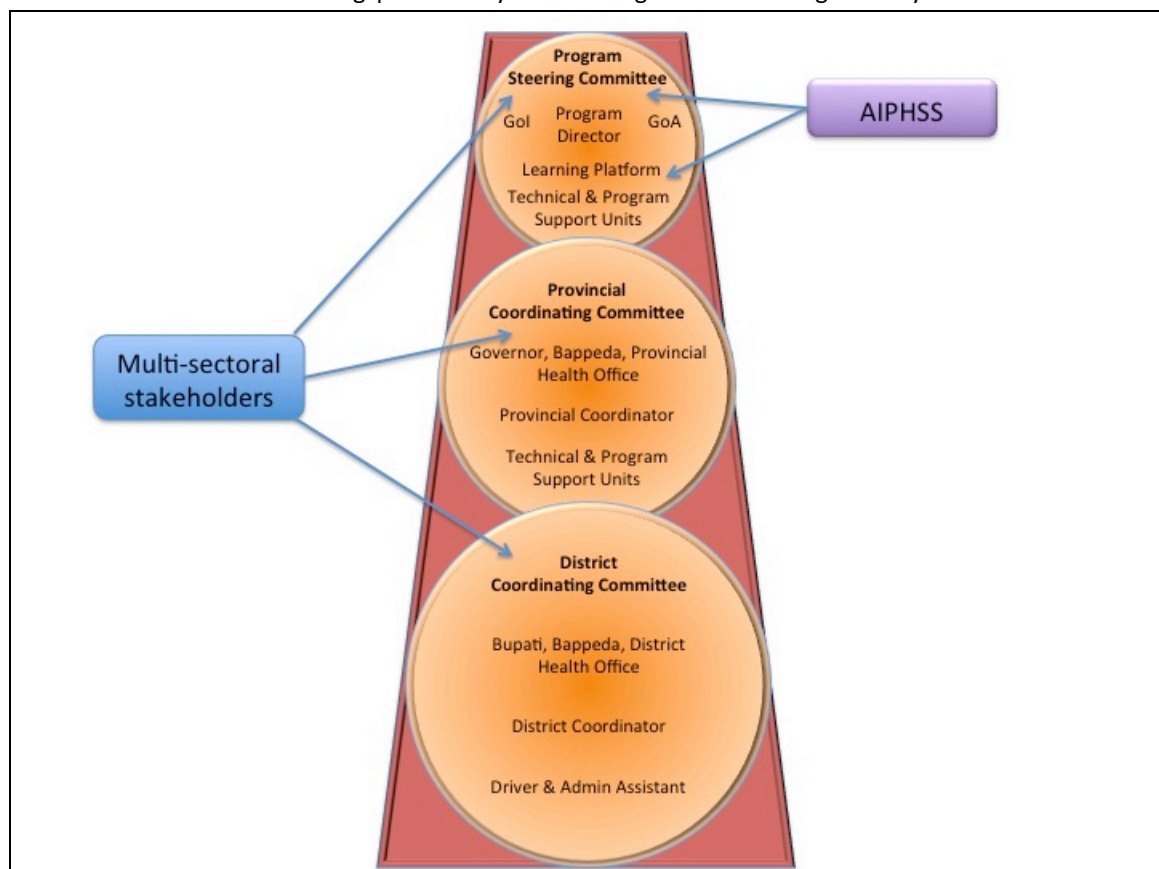 Program
Steering Committee
GoI Program Director GoA
Learning Platform
Technical & Program
Support Units
AIPHSS
Provincial
Coordinating Committee
Governor, Bappeda, Provincial
Health Office
Provincial Coordinator
Technical & Program
Support Units
Multi-sectoral
stakeholders
District
Coordinating Committee
Bupati, Bappeda, District
Health Office
District Coordinator
Driver & Admin Assistant